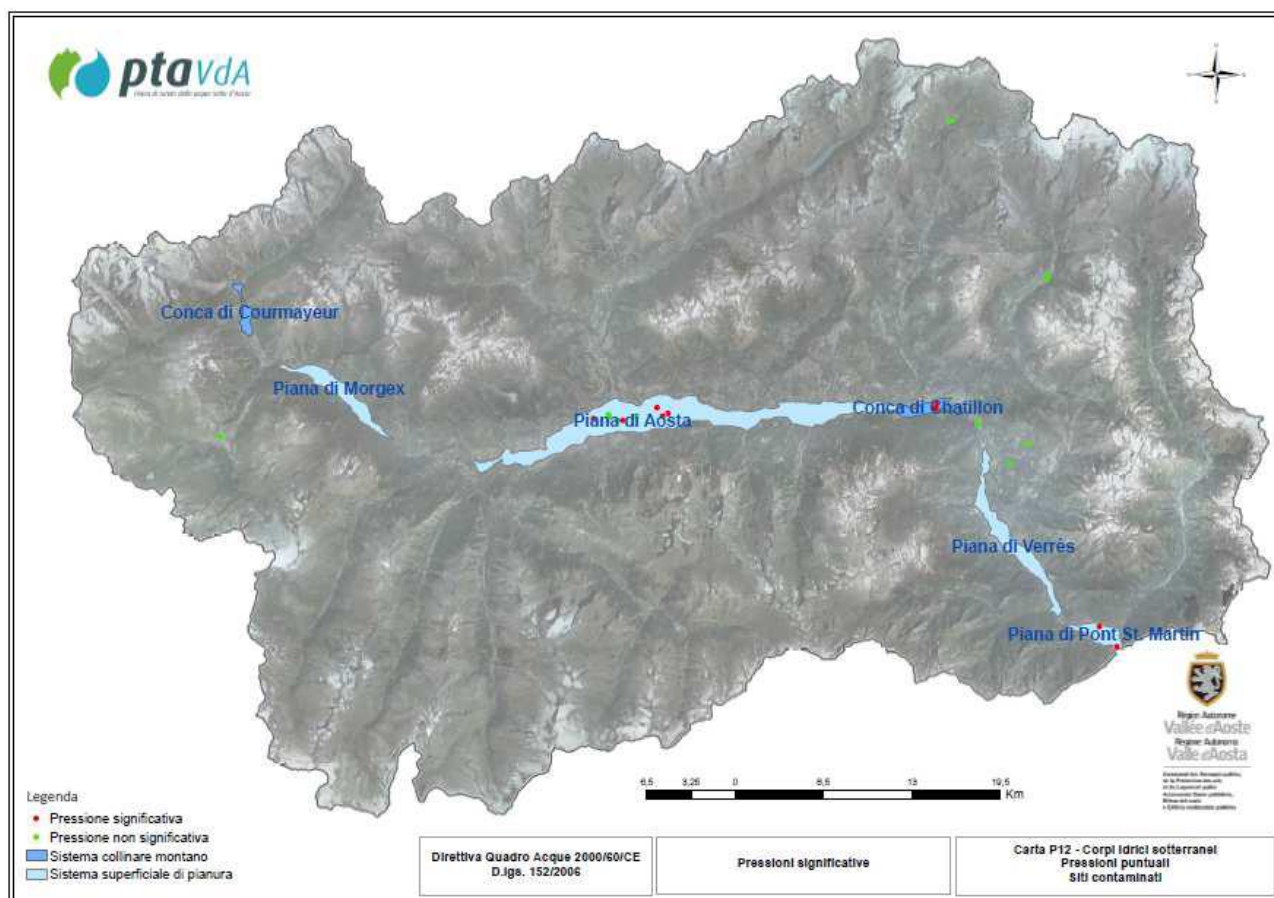 ptaVdA
Conca di Courmayeur
Piana di Morgex
Piana di Aosta
Conca di Chatillon
Piana di Verrès
Piana di Pont St. Martin
Région Autonome
Vallée d'Aoste
Regione Autonoma
Valle d'Aosta
6,5 3,25 0 6,5 13 19,5
Km
Legenda
Pressione significativa
Pressione non significativa
Sistema collinare montano
Sistema superficiale di pianura
Direttiva Quadro Acque 2000/60/CE
D.lgs. 152/2006
Pressioni significative
Carta P12 - Corpi idrici sotterranei
Pressioni puntuali
Siti contaminati